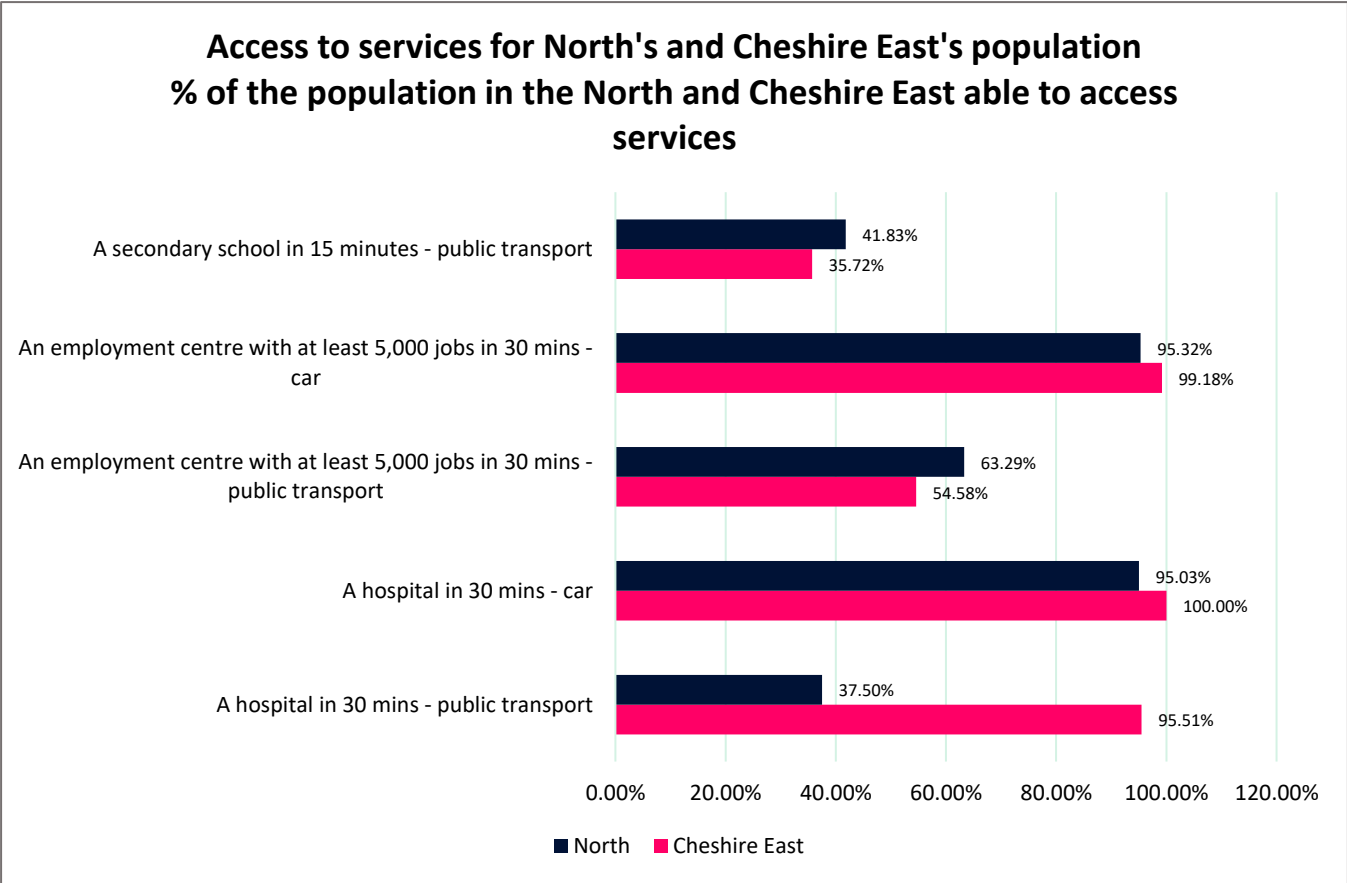 Access to services for North's and Cheshire East's population
% of the population in the North and Cheshire East able to access
services
A secondary school in 15 minutes - public transport
41.83%
35.72%
An employment centre with at least 5,000 jobs in 30 mins -
car
95.32%
99.18%
An employment centre with at least 5,000 jobs in 30 mins -
public transport
63.29%
54.58%
A hospital in 30 mins - car
95.03%
100.00%
A hospital in 30 mins - public transport
37.50%
95.51%
0.00% 20.00% 40.00% 60.00% 80.00% 100.00% 120.00%
North Cheshire East